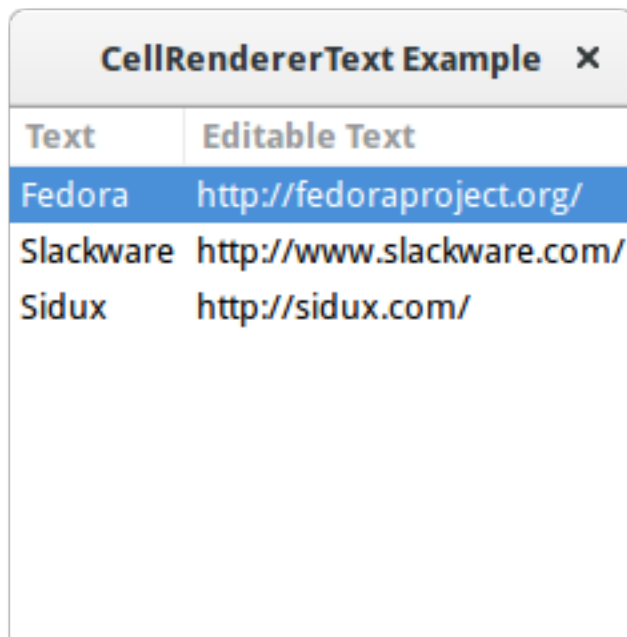 CellRendererText Example ×
Text Editable Text
Fedora http://fedoraproject.org/
Slackware http://www.slackware.com/
Sidux http://sidux.com/